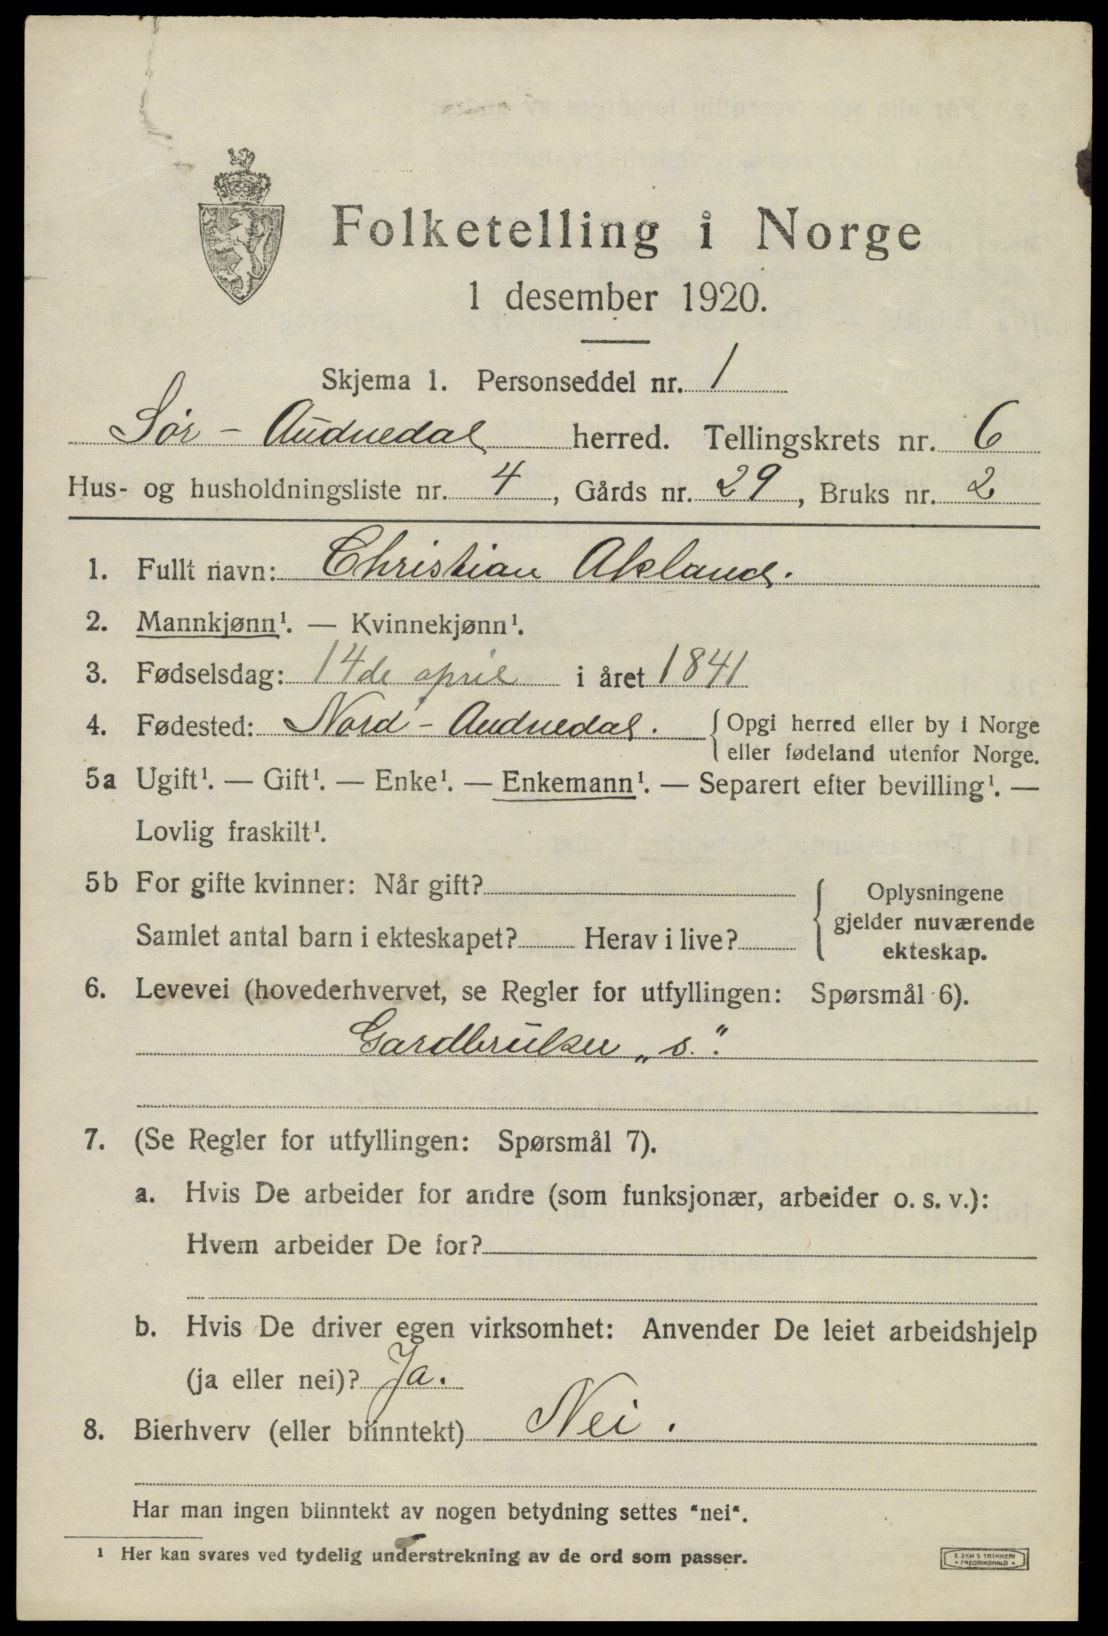 Folketelling i Norge
1 desember 1920.
Skjema 1. Personseddel nr. 1
Sør - Audnedal herred. Tellingskrets nr. 6
Hus- og husholdningsliste nr. 4, Gårds nr. 29, Bruks nr. 2
1. Fullt navn: Christian Akland.
2. Mannkjønn¹. — Kvinnekjønn¹.
3. Fødselsdag: 14de april i året 1841
4. Fødested: Nord - Audnedal. { Opgi herred eller by i Norge
eller fødeland utenfor Norge.
5a Ugift¹. — Gift¹. — Enke¹. — Enkemann¹. — Separert efter bevilling¹. —
Lovlig fraskilt¹.
5b For gifte kvinner: Når gift?
Samlet antal barn i ekteskapet? Herav i live?
{ Oplysningene
gjelder nuværende
ekteskap.
6. Levevei (hovederhvervet, se Regler for utfyllingen: Spørsmål 6).
Gardbruker „s.“.
7. (Se Regler for utfyllingen: Spørsmål 7).
a. Hvis De arbeider for andre (som funksjonær, arbeider o. s. v.):
Hvem arbeider De for?
b. Hvis De driver egen virksomhet: Anvender De leiet arbeidshjelp
(ja eller nei)? Ja.
8. Bierhverv (eller biinntekt) Nei.
Har man ingen biinntekt av nogen betydning settes "nei".
¹ Her kan svares ved tydelig understrekning av de ord som passer.